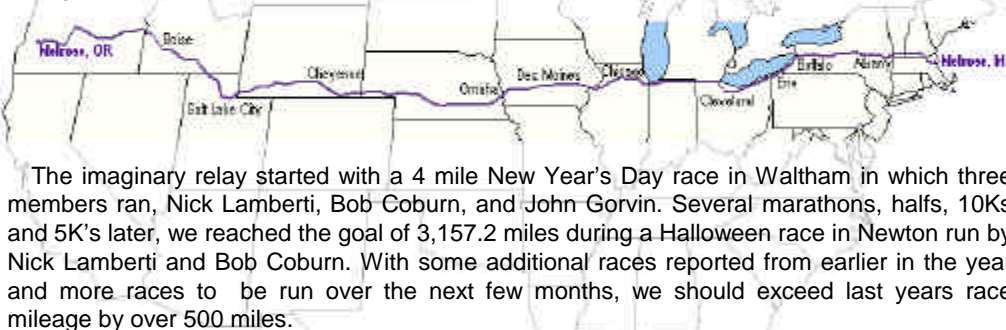 Melrose, OR
Boise
Salt Lake City
Cheyenne
Omaha
Des Moines
Chicago
Cleveland
Erie
Buffalo
Albany
Melrose, M
The imaginary relay started with a 4 mile New Year’s Day race in Waltham in which three
members ran, Nick Lamberti, Bob Coburn, and John Gorvin. Several marathons, halfs, 10Ks
and 5K’s later, we reached the goal of 3,157.2 miles during a Halloween race in Newton run by
Nick Lamberti and Bob Coburn. With some additional races reported from earlier in the year
and more races to be run over the next few months, we should exceed last years race
mileage by over 500 miles.